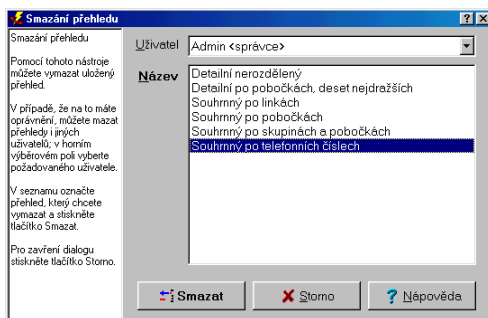 Smazání přehledu
Smazání přehledu
Pomocí tohoto nástroje
můžete vymazat uložený
přehled.
V případě, že na to máte
oprávnění, můžete mazat
přehledy i jiných
uživatelů; v horním
výběrovém poli vyberte
požadovaného uživatele.
V seznamu označte
přehled, který chcete
vymazat a stiskněte
tlačítko Smazat.
Pro zavření dialogu
stiskněte tlačítko Storno.
Uživatel Admin <správce>
Název
Detailní nerozdělený
Detailní po pobočkách, deset nejdražších
Souhrnný po linkách
Souhrnný po pobočkách
Souhrnný po skupinách a pobočkách
Souhrnný po telefonních číslech
Smazat Storno Nápověda